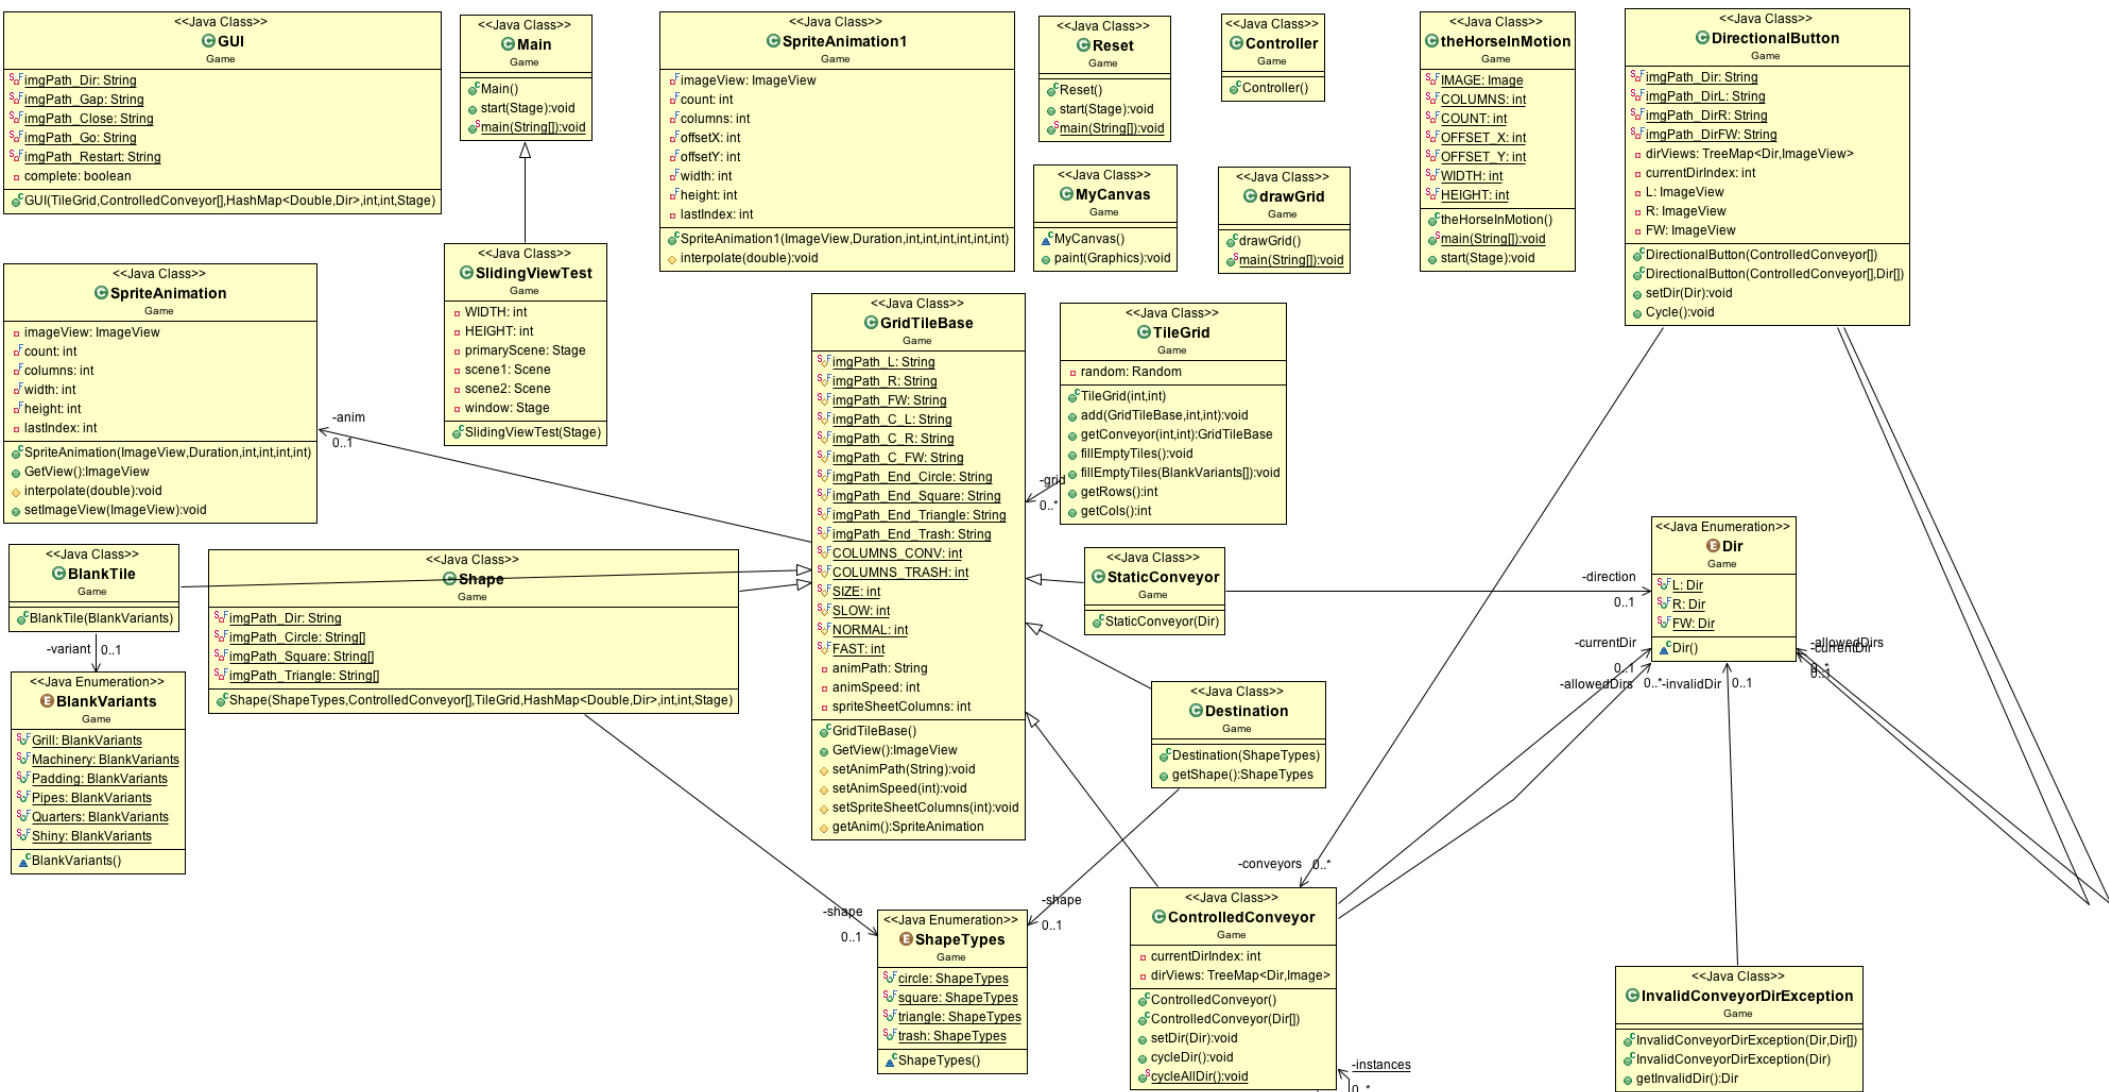 <<Java Class>>
GUI
Game
imgPath_Dir: String
imgPath_Gap: String
imgPath_Close: String
imgPath_Go: String
imgPath_Restart: String
complete: boolean
GUI(TileGrid,ControlledConveyor[],HashMap<Double,Dir>,int,int,Stage)
<<Java Class>>
Main
Game
Main()
start(Stage):void
main(String[]):void
<<Java Class>>
SpriteAnimation1
Game
imageView: ImageView
count: int
columns: int
offsetX: int
offsetY: int
width: int
height: int
lastIndex: int
SpriteAnimation1(ImageView,Duration,int,int,int,int,int,int)
interpolate(double):void
<<Java Class>>
Reset
Game
Reset()
start(Stage):void
main(String[]):void
<<Java Class>>
Controller
Game
Controller()
<<Java Class>>
theHorseInMotion
Game
IMAGE: Image
COLUMNS: int
COUNT: int
OFFSET_X: int
OFFSET_Y: int
WIDTH: int
HEIGHT: int
theHorseInMotion()
main(String[]):void
start(Stage):void
<<Java Class>>
DirectionalButton
Game
imgPath_Dir: String
imgPath_DirL: String
imgPath_DirR: String
imgPath_DirFW: String
dirViews: TreeMap<Dir,ImageView>
currentDirIndex: int
L: ImageView
R: ImageView
FW: ImageView
DirectionalButton(ControlledConveyor[])
DirectionalButton(ControlledConveyor[],Dir[])
setDir(Dir):void
Cycle():void
<<Java Class>>
MyCanvas
Game
MyCanvas()
paint(Graphics):void
<<Java Class>>
drawGrid
Game
drawGrid()
main(String[]):void
<<Java Class>>
SlidingViewTest
Game
WIDTH: int
HEIGHT: int
primaryScene: Stage
scene1: Scene
scene2: Scene
window: Stage
SlidingViewTest(Stage)
<<Java Class>>
SpriteAnimation
Game
imageView: ImageView
count: int
columns: int
width: int
height: int
lastIndex: int
SpriteAnimation(ImageView,Duration,int,int,int,int)
GetView():ImageView
interpolate(double):void
setImageView(ImageView):void
-anim
0..1
<<Java Class>>
GridTileBase
Game
imgPath_L: String
imgPath_R: String
imgPath_FW: String
imgPath_C_L: String
imgPath_C_R: String
imgPath_C_FW: String
imgPath_End_Circle: String
imgPath_End_Square: String
imgPath_End_Triangle: String
imgPath_End_Trash: String
COLUMNS_CONV: int
COLUMNS_TRASH: int
SIZE: int
SLOW: int
NORMAL: int
FAST: int
animPath: String
animSpeed: int
spriteSheetColumns: int
GridTileBase()
GetView():ImageView
setAnimPath(String):void
setAnimSpeed(int):void
setSpriteSheetColumns(int):void
getAnim():SpriteAnimation
<<Java Class>>
TileGrid
Game
random: Random
TileGrid(int,int)
add(GridTileBase,int,int):void
getConveyor(int,int):GridTileBase
fillEmptyTiles():void
fillEmptyTiles(BlankVariants[]):void
getRows():int
getCols():int
-grid
0..*
<<Java Class>>
BlankTile
Game
BlankTile(BlankVariants)
-variant
0..1
<<Java Enumeration>>
BlankVariants
Game
Grill: BlankVariants
Machinery: BlankVariants
Padding: BlankVariants
Pipes: BlankVariants
Quarters: BlankVariants
Shiny: BlankVariants
BlankVariants()
<<Java Class>>
Shape
Game
imgPath_Dir: String
imgPath_Circle: String[]
imgPath_Square: String[]
imgPath_Triangle: String[]
Shape(ShapeTypes,ControlledConveyor[],TileGrid,HashMap<Double,Dir>,int,int,Stage)
<<Java Class>>
StaticConveyor
Game
StaticConveyor(Dir)
-direction
0..1
<<Java Enumeration>>
Dir
Game
L: Dir
R: Dir
FW: Dir
Dir()
-currentDir
0..1
-allowedDirs
0..*
-invalidDir
0..1
-allowedDirs
-currentDir
0..*
0..1
<<Java Class>>
Destination
Game
Destination(ShapeTypes)
getShape():ShapeTypes
-shape
0..1
-shape
0..1
<<Java Enumeration>>
ShapeTypes
Game
circle: ShapeTypes
square: ShapeTypes
triangle: ShapeTypes
trash: ShapeTypes
ShapeTypes()
-conveyors
0..*
<<Java Class>>
ControlledConveyor
Game
currentDirIndex: int
dirViews: TreeMap<Dir,Image>
ControlledConveyor()
ControlledConveyor(Dir[])
setDir(Dir):void
cycleDir():void
cycleAllDir():void
-instances
0..*
<<Java Class>>
InvalidConveyorDirException
Game
InvalidConveyorDirException(Dir,Dir[])
InvalidConveyorDirException(Dir)
getInvalidDir():Dir